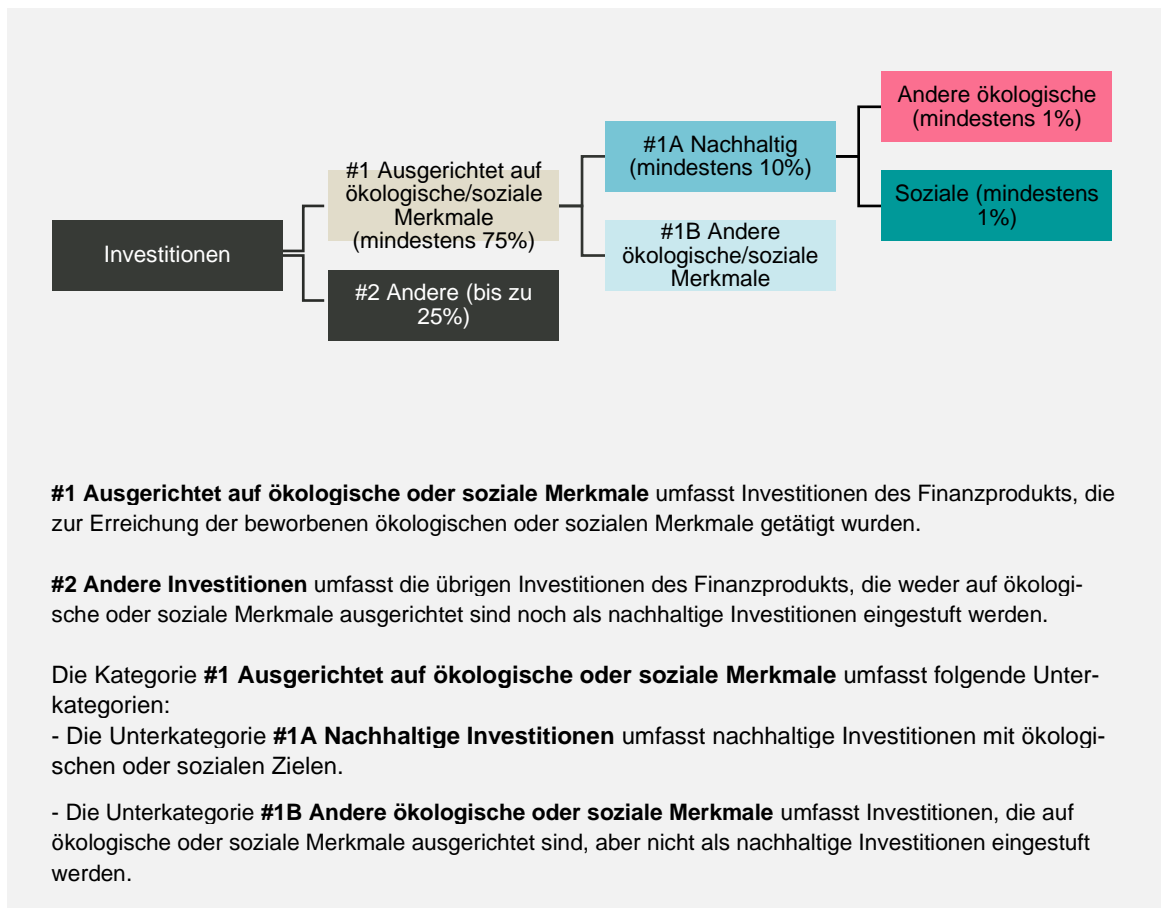 Investitionen
#1 Ausgerichtet auf
ökologische/soziale
Merkmale
(mindestens 75%)
#2 Andere (bis zu
25%)
#1A Nachhaltig
(mindestens 10%)
#1B Andere
ökologische/soziale
Merkmale
Andere ökologische
(mindestens 1%)
Soziale (mindestens
1%)
#1 Ausgerichtet auf ökologische oder soziale Merkmale umfasst Investitionen des Finanzprodukts, die
zur Erreichung der beworbenen ökologischen oder sozialen Merkmale getätigt wurden.
#2 Andere Investitionen umfasst die übrigen Investitionen des Finanzprodukts, die weder auf ökologi-
sche oder soziale Merkmale ausgerichtet sind noch als nachhaltige Investitionen eingestuft werden.
Die Kategorie #1 Ausgerichtet auf ökologische oder soziale Merkmale umfasst folgende Unter-
kategorien:
- Die Unterkategorie #1A Nachhaltige Investitionen umfasst nachhaltige Investitionen mit ökologi-
schen oder sozialen Zielen.
- Die Unterkategorie #1B Andere ökologische oder soziale Merkmale umfasst Investitionen, die auf
ökologische oder soziale Merkmale ausgerichtet sind, aber nicht als nachhaltige Investitionen eingestuft
werden.